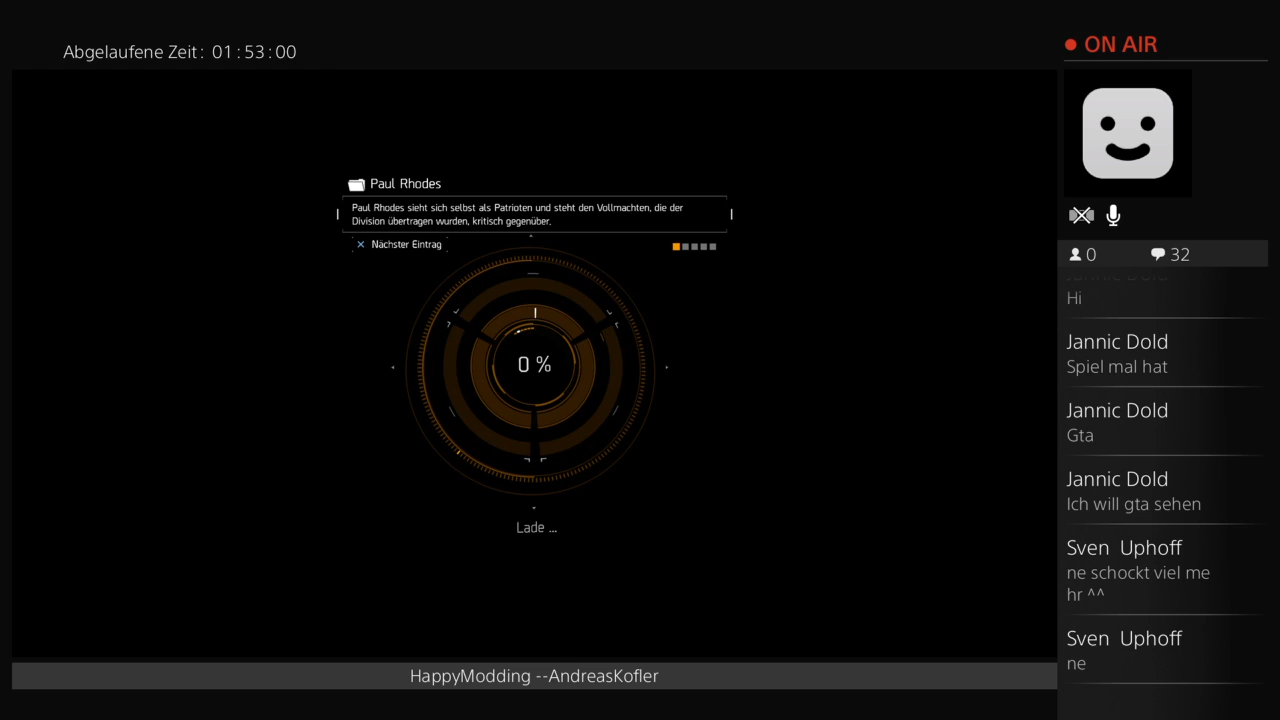 Abgelaufene Zeit: 01:53:00
ON AIR
Paul Rhodes
Paul Rhodes sieht sich selbst als Patrioten und steht den Vollmachten, die der
Division übertragen wurden, kritisch gegenüber.
Nächster Eintrag
0 %
Lade ...
HappyModding --AndreasKofler
0
32
Hi
Jannic Dold
Spiel mal hat
Jannic Dold
Gta
Jannic Dold
Ich will gta sehen
Sven Uphoff
ne schockt viel me
hr ^^
Sven Uphoff
ne